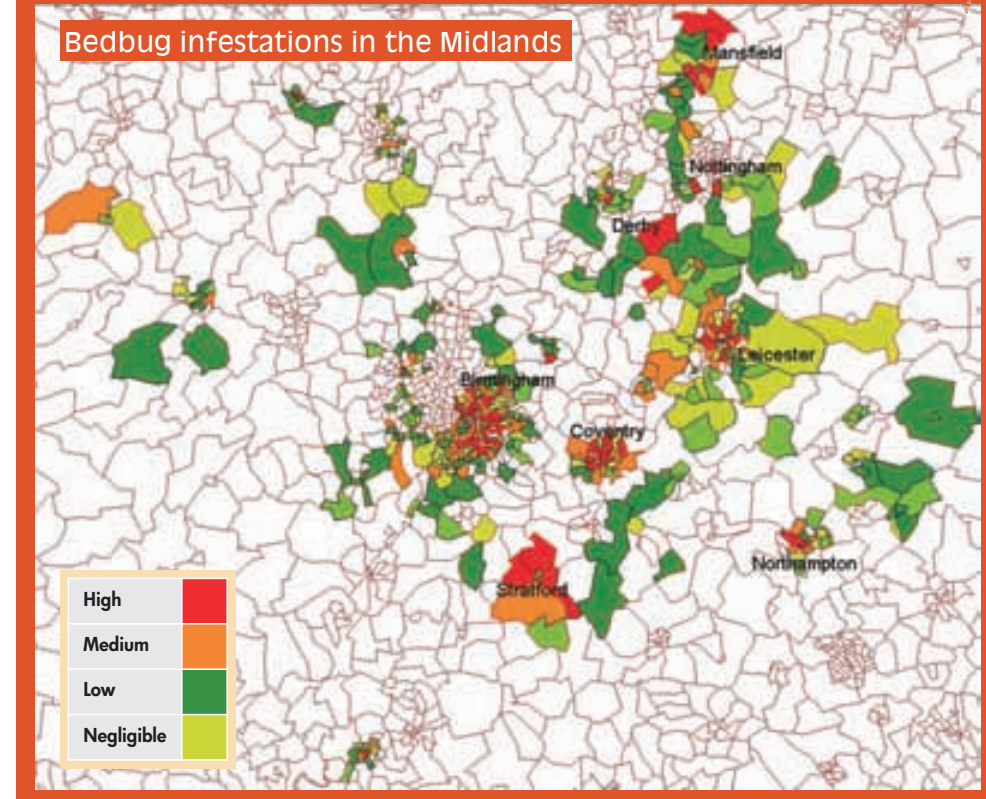 Bedbug infestations in the Midlands
Mansfield
Nottingham
Derby
Leicester
Birmingham
Coventry
Northampton
Stratford
High
Medium
Low
Negligible